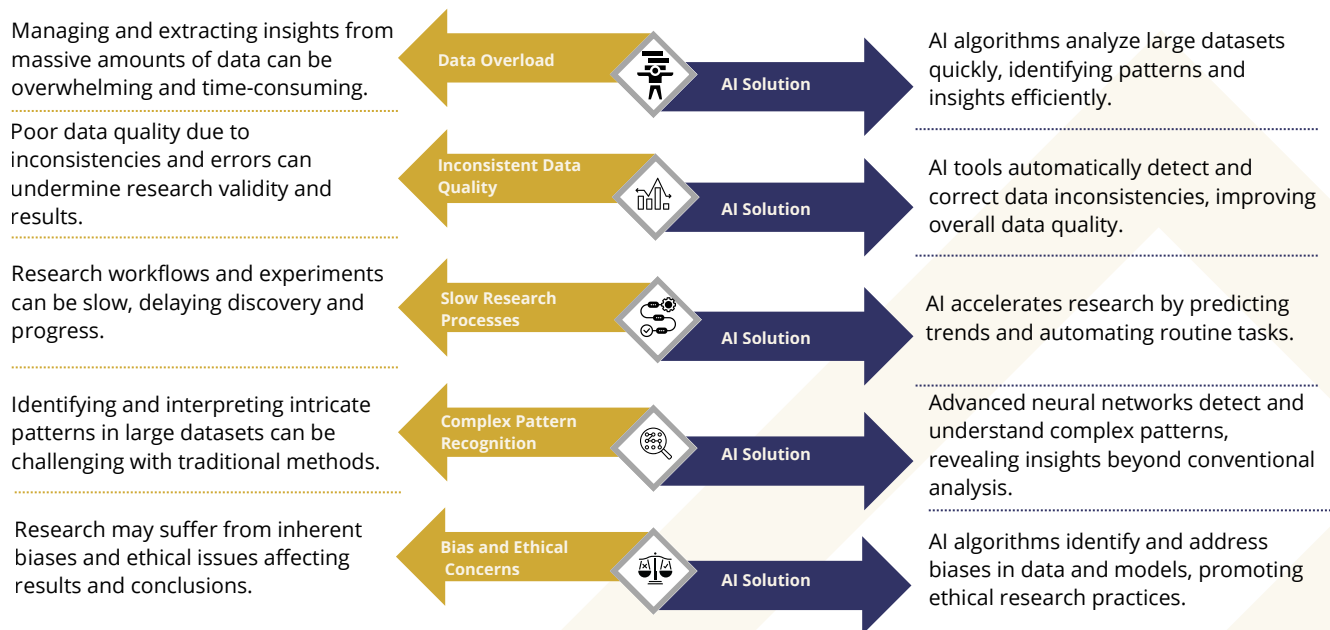 Managing and extracting insights from
massive amounts of data can be
overwhelming and time-consuming.
Data Overload
AI Solution
AI algorithms analyze large datasets
quickly, identifying patterns and
insights efficiently.
Poor data quality due to
inconsistencies and errors can
undermine research validity and
results.
Inconsistent Data
Quality
AI Solution
AI tools automatically detect and
correct data inconsistencies, improving
overall data quality.
Research workflows and experiments
can be slow, delaying discovery and
progress.
Slow Research
Processes
AI Solution
AI accelerates research by predicting
trends and automating routine tasks.
Identifying and interpreting intricate
patterns in large datasets can be
challenging with traditional methods.
Complex Pattern
Recognition
AI Solution
Advanced neural networks detect and
understand complex patterns,
revealing insights beyond conventional
analysis.
Research may suffer from inherent
biases and ethical issues affecting
results and conclusions.
Bias and Ethical
Concerns
AI Solution
AI algorithms identify and address
biases in data and models, promoting
ethical research practices.